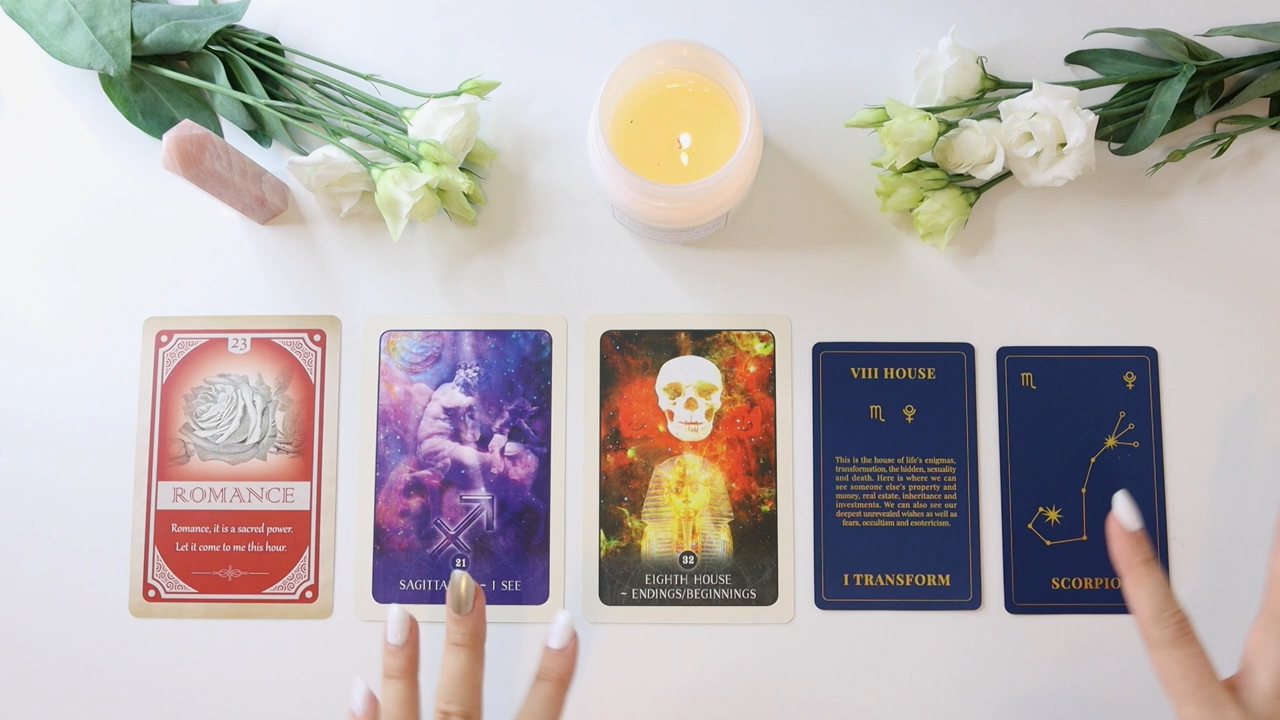 23
ROMANCE
Romance, it is a sacred power.
Let it come to me this hour.
21
~ I SEE
32
EIGHTH HOUSE
~ ENDINGS/BEGINNINGS
VIII HOUSE
This is the house of life's enigmas,
transformation, the hidden, sexuality
and death. Here is where we can
see someone else's property and
money, real estate, inheritance and
investments. We can also see our
deepest unrevealed wishes as well as
fears, occultism and esotericism.
I TRANSFORM
SCORPIO